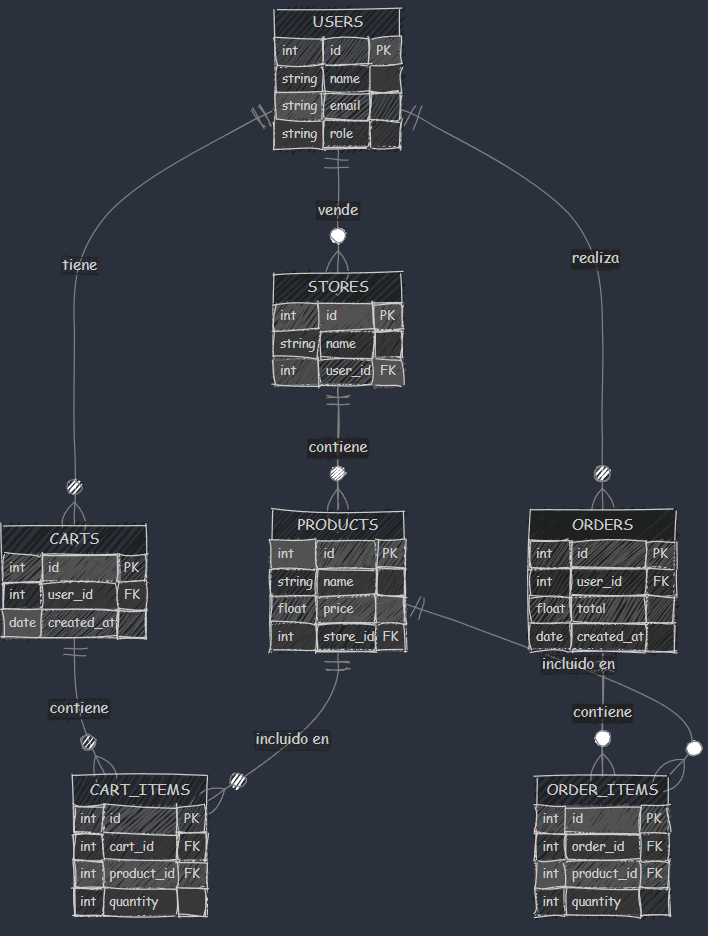 USERS
int id PK
string name
string email
string role
vende
tiene
realiza
STORES
int id PK
string name
int user_id FK
contiene
CARTS
int id PK
int user_id FK
date created_at
PRODUCTS
int id PK
string name
float price
int store_id FK
ORDERS
int id PK
int user_id FK
float total
date created_at
incluido en
contiene
contiene
incluido en
CART_ITEMS
int id PK
int cart_id FK
int product_id FK
int quantity
ORDER_ITEMS
int id PK
int order_id FK
int product_id FK
int quantity